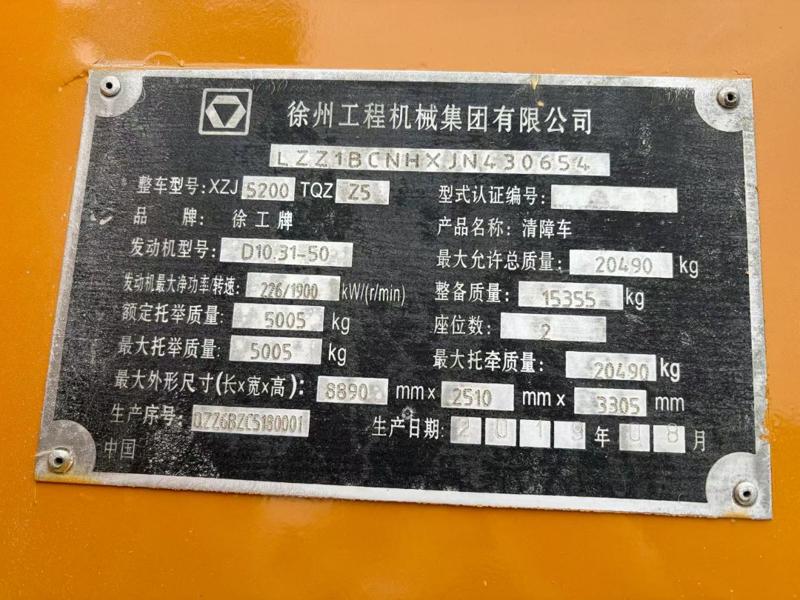 徐州工程机械集团有限公司
LZZ1BCNHXJN430654
整车型号:XZJ 5200 TQZ Z5 型式认证编号:
品 牌: 徐工牌 产品名称: 清障车
发动机型号: D10.31-50 最大允许总质量: 20490 kg
发动机最大净功率/转速: 226/1900 kW/(r/min) 整备质量: 15355 kg
额定托举质量: 5005 kg 座位数: 2
最大托举质量: 5005 kg 最大托牵质量: 20490 kg
最大外形尺寸(长×宽×高): 8890 mm× 2510 mm× 3305 mm
生产序号: QZZ6BZC5180001 生产日期: 2019年08月
中国